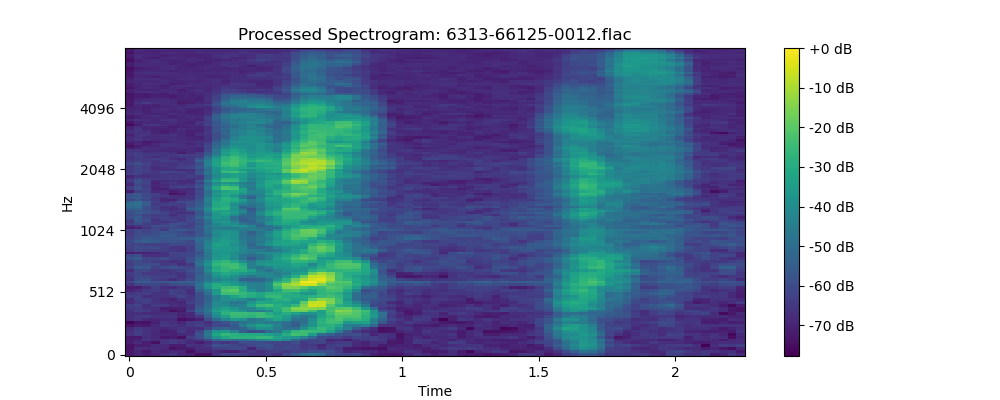 Processed Spectrogram: 6313-66125-0012.flac
+0 dB
-10 dB
-20 dB
-30 dB
-40 dB
-50 dB
-60 dB
-70 dB
Hz
4096
2048
1024
512
0
0 0.5 1 1.5 2
Time